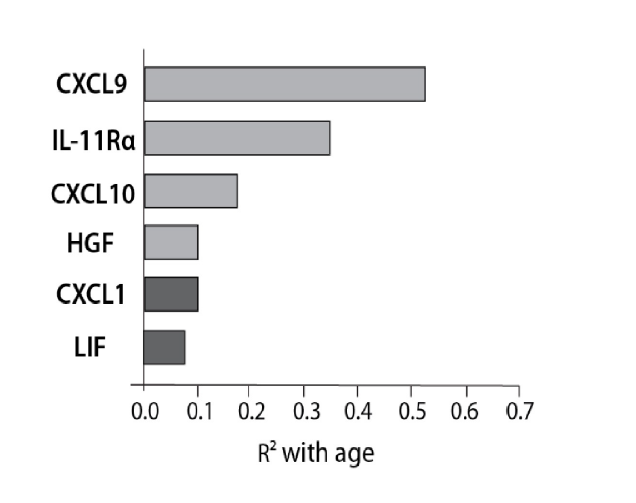 CXCL9
IL-11Rα
CXCL10
HGF
CXCL1
LIF
0.0 0.1 0.2 0.3 0.4 0.5 0.6 0.7
R² with age